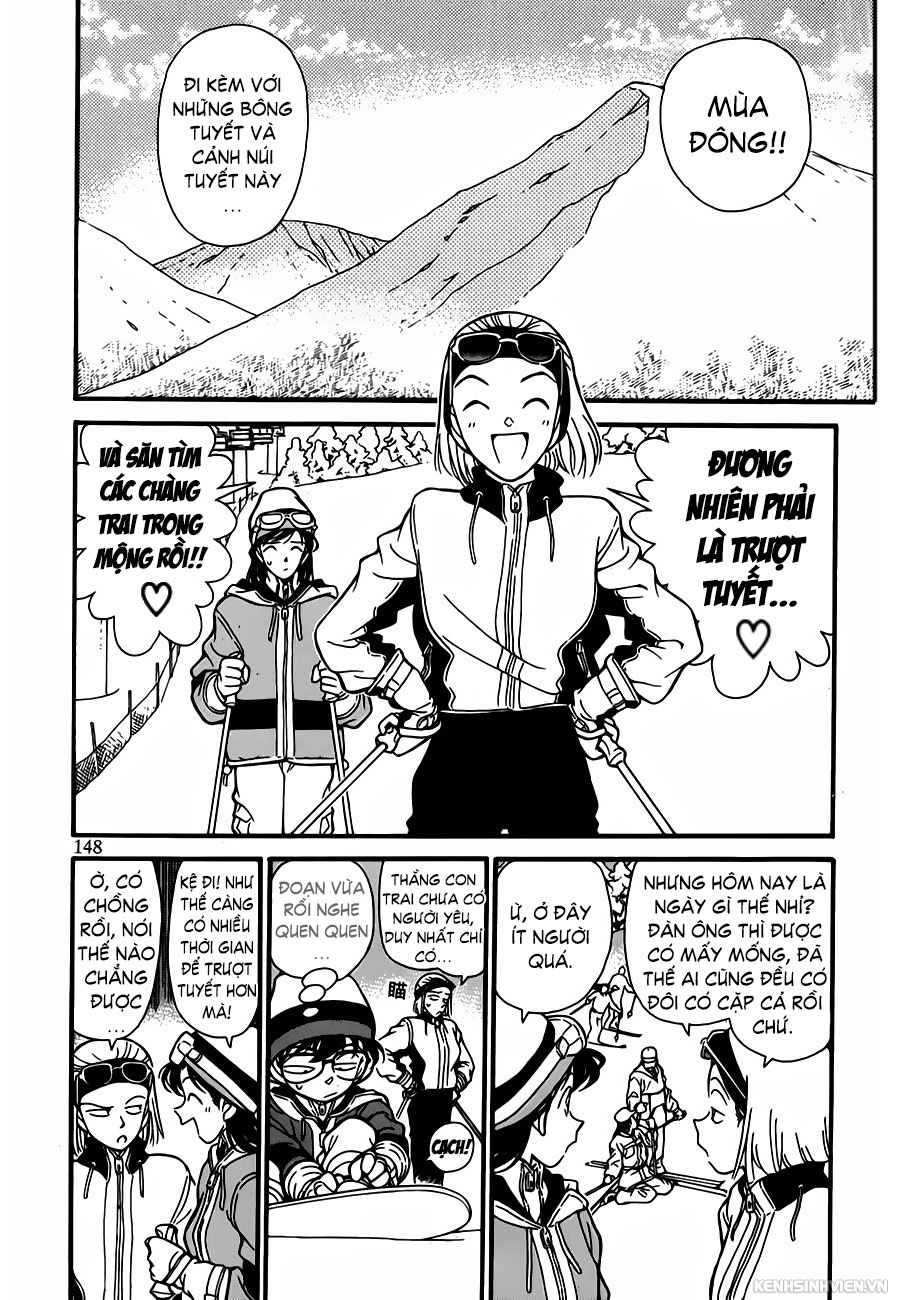 MÙA
ĐÔNG!!
ĐI KÈM VỚI
NHỮNG BÔNG
TUYẾT VÀ
CẢNH NÚI
TUYẾT NÀY
...
ĐƯƠNG
NHIÊN PHẢI
LÀ TRƯỢT
TUYẾT...
♡
VÀ SĂN TÌM
CÁC CHÀNG
TRAI TRONG
MỘNG RỒI!!
♡
148
NHƯNG HÔM NAY LÀ
NGÀY GÌ THẾ NHỈ?
ĐÀN ÔNG THÌ ĐƯỢC
CÓ MẤY MỐNG, ĐÃ
THẾ AI CŨNG ĐỀU CÓ
ĐÔI CÓ CẶP CẢ RỒI
CHỨ.
Ừ, Ở ĐÂY
ÍT NGƯỜI
QUÁ.
THẰNG CON
TRAI CHƯA CÓ
NGƯỜI YÊU,
DUY NHẤT CHỈ
CÓ...
瞄
CẠCH!
ĐOẠN VỪA
RỒI NGHE
QUEN QUEN
...
KỆ ĐI! NHƯ
THẾ CÀNG
CÓ NHIỀU
THỜI GIAN
ĐỂ TRƯỢT
TUYẾT HƠN
MÀ!
Ờ, CÓ
CHỒNG
RỒI, NÓI
THẾ NÀO
CHẲNG
ĐƯỢC
...
KENHSINHVIEN.VN